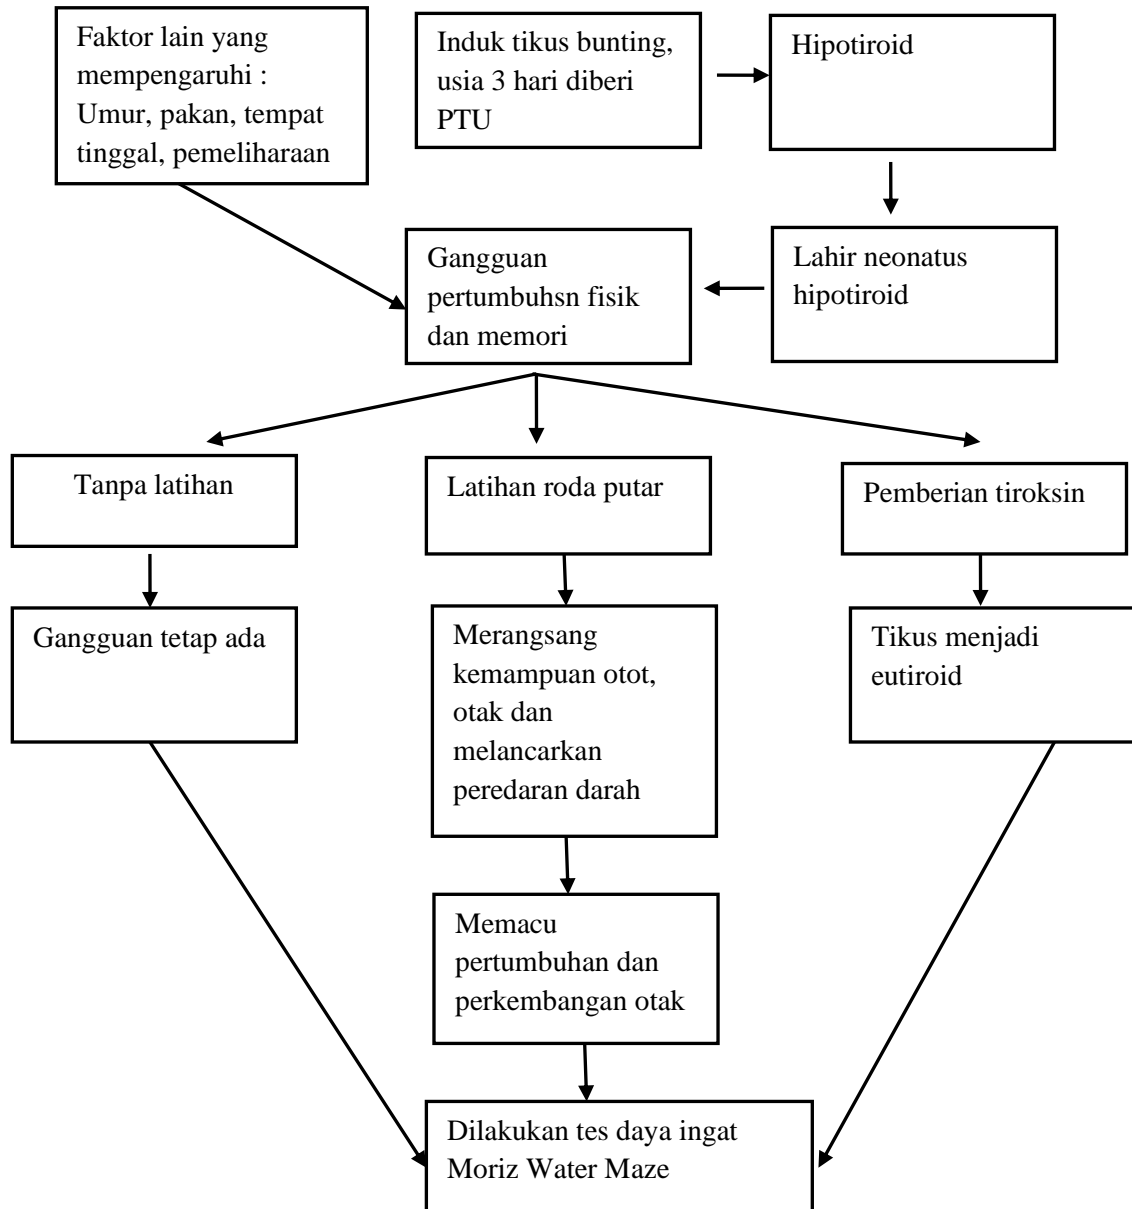 Faktor lain yang
mempengaruhi :
Umur, pakan, tempat
tinggal, pemeliharaan
Induk tikus bunting,
usia 3 hari diberi
PTU
Hipotiroid
Gangguan
pertumbuhsn fisik
dan memori
Lahir neonatus
hipotiroid
Tanpa latihan
Latihan roda putar
Pemberian tiroksin
Gangguan tetap ada
Merangsang
kemampuan otot,
otak dan
melancarkan
peredaran darah
Tikus menjadi
eutiroid
Memacu
pertumbuhan dan
perkembangan otak
Dilakukan tes daya ingat
Moriz Water Maze